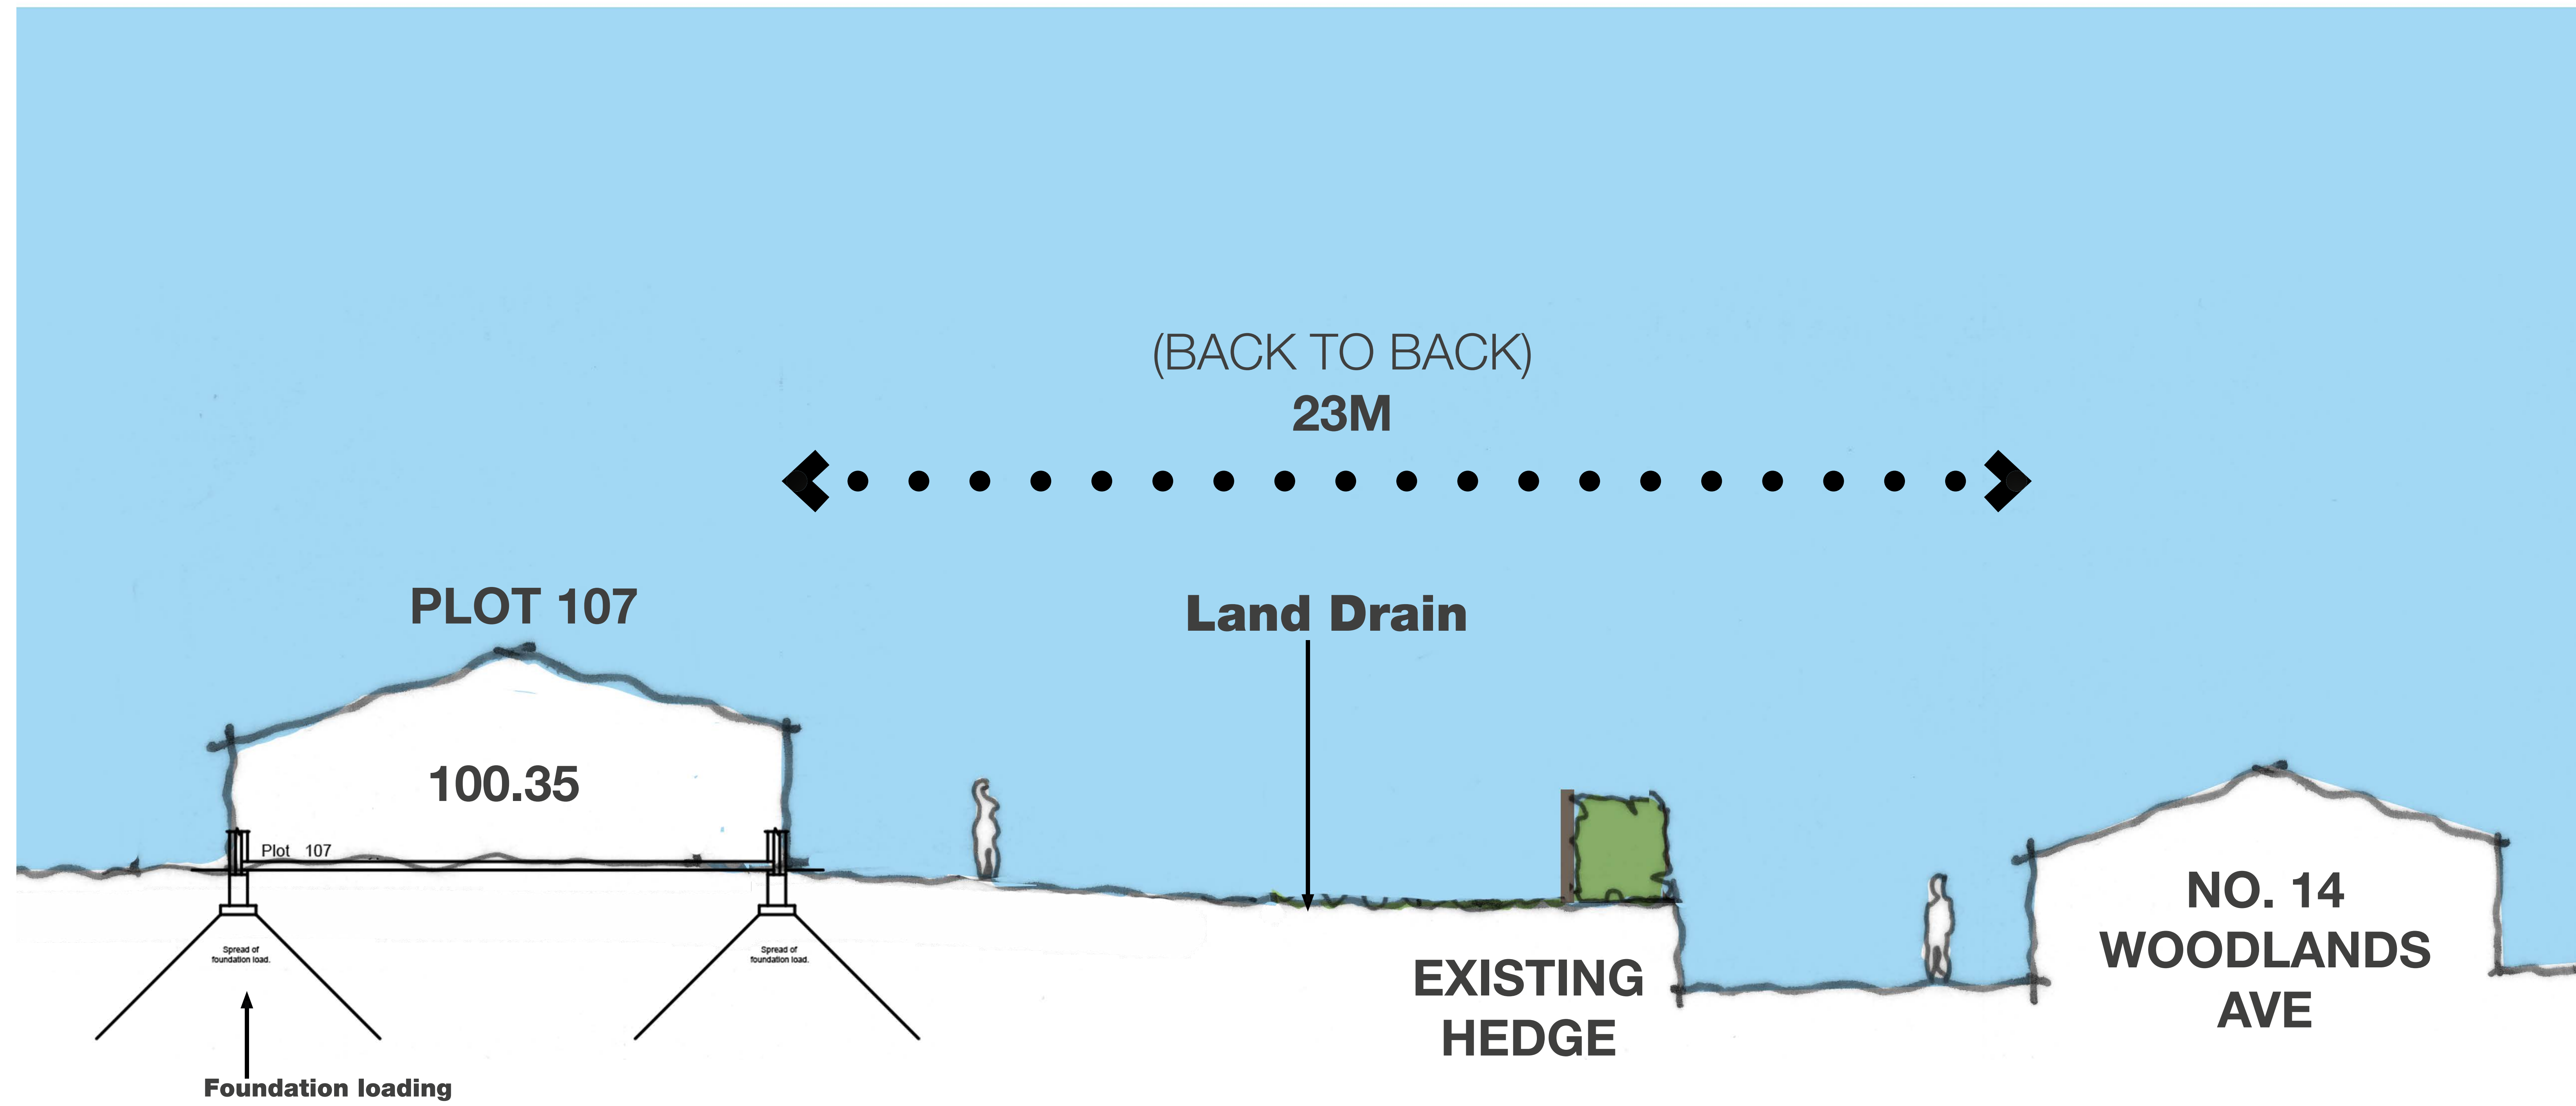 (BACK TO BACK)
23M
PLOT 107
Land Drain
100.35
Plot 107
NO. 14
WOODLANDS
AVE
Spread of
foundation load.
Spread of
foundation load.
EXISTING
HEDGE
Foundation loading